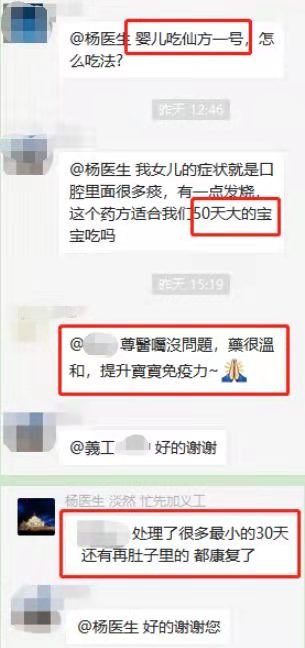 @杨医生 婴儿吃仙方一号，怎
么吃法?
昨天 12:46
@杨医生 我女儿的症状就是口
腔里面很多痰，有一点发烧，
这个药方适合我们50天大的宝
宝吃吗
昨天 15:19
@ 尊醫囑沒問題，藥很溫
和，提升寶寶免疫力~
@義工 好的谢谢
杨医生 淡然 忙先加义工
处理了很多最小的30天
还有再肚子里的 都康复了
@杨医生 好的谢谢您